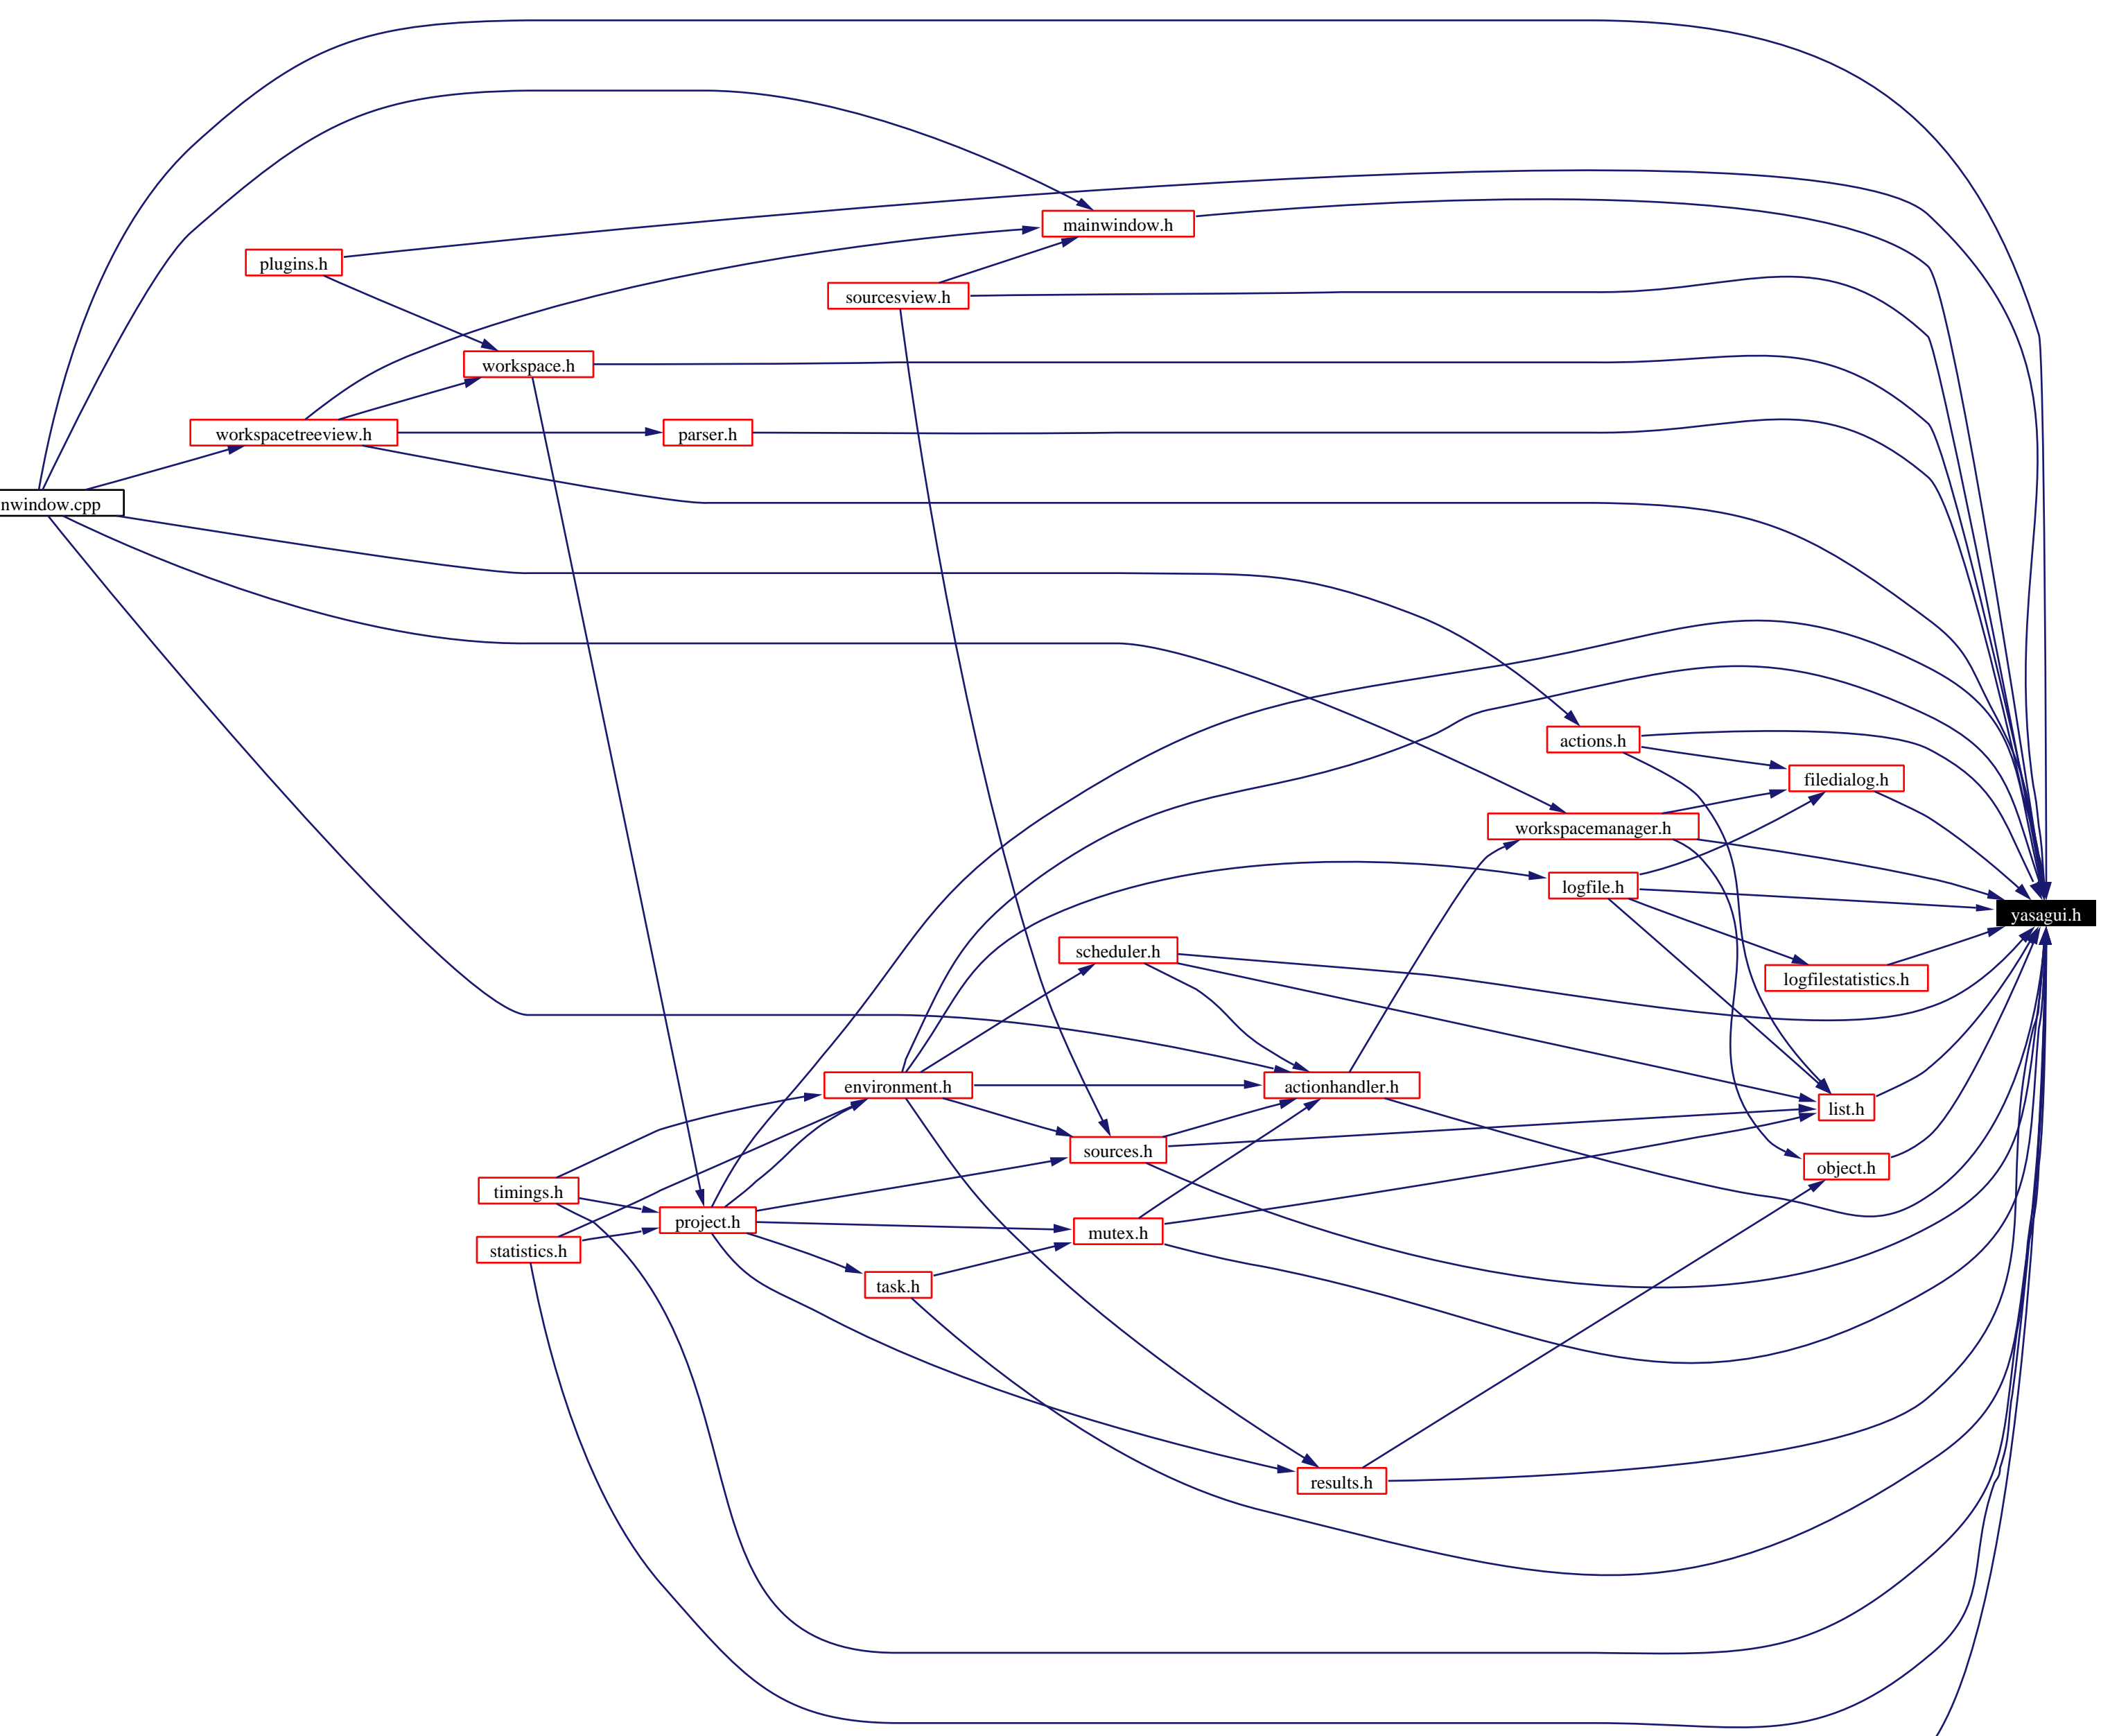 mainwindow.h
plugins.h
sourcesview.h
workspace.h
workspacetreeview.h
parser.h
nwindow.cpp
actions.h
filedialog.h
workspacemanager.h
logfile.h
yasagui.h
scheduler.h
logfilestatistics.h
environment.h
actionhandler.h
list.h
sources.h
object.h
timings.h
project.h
mutex.h
statistics.h
task.h
results.h